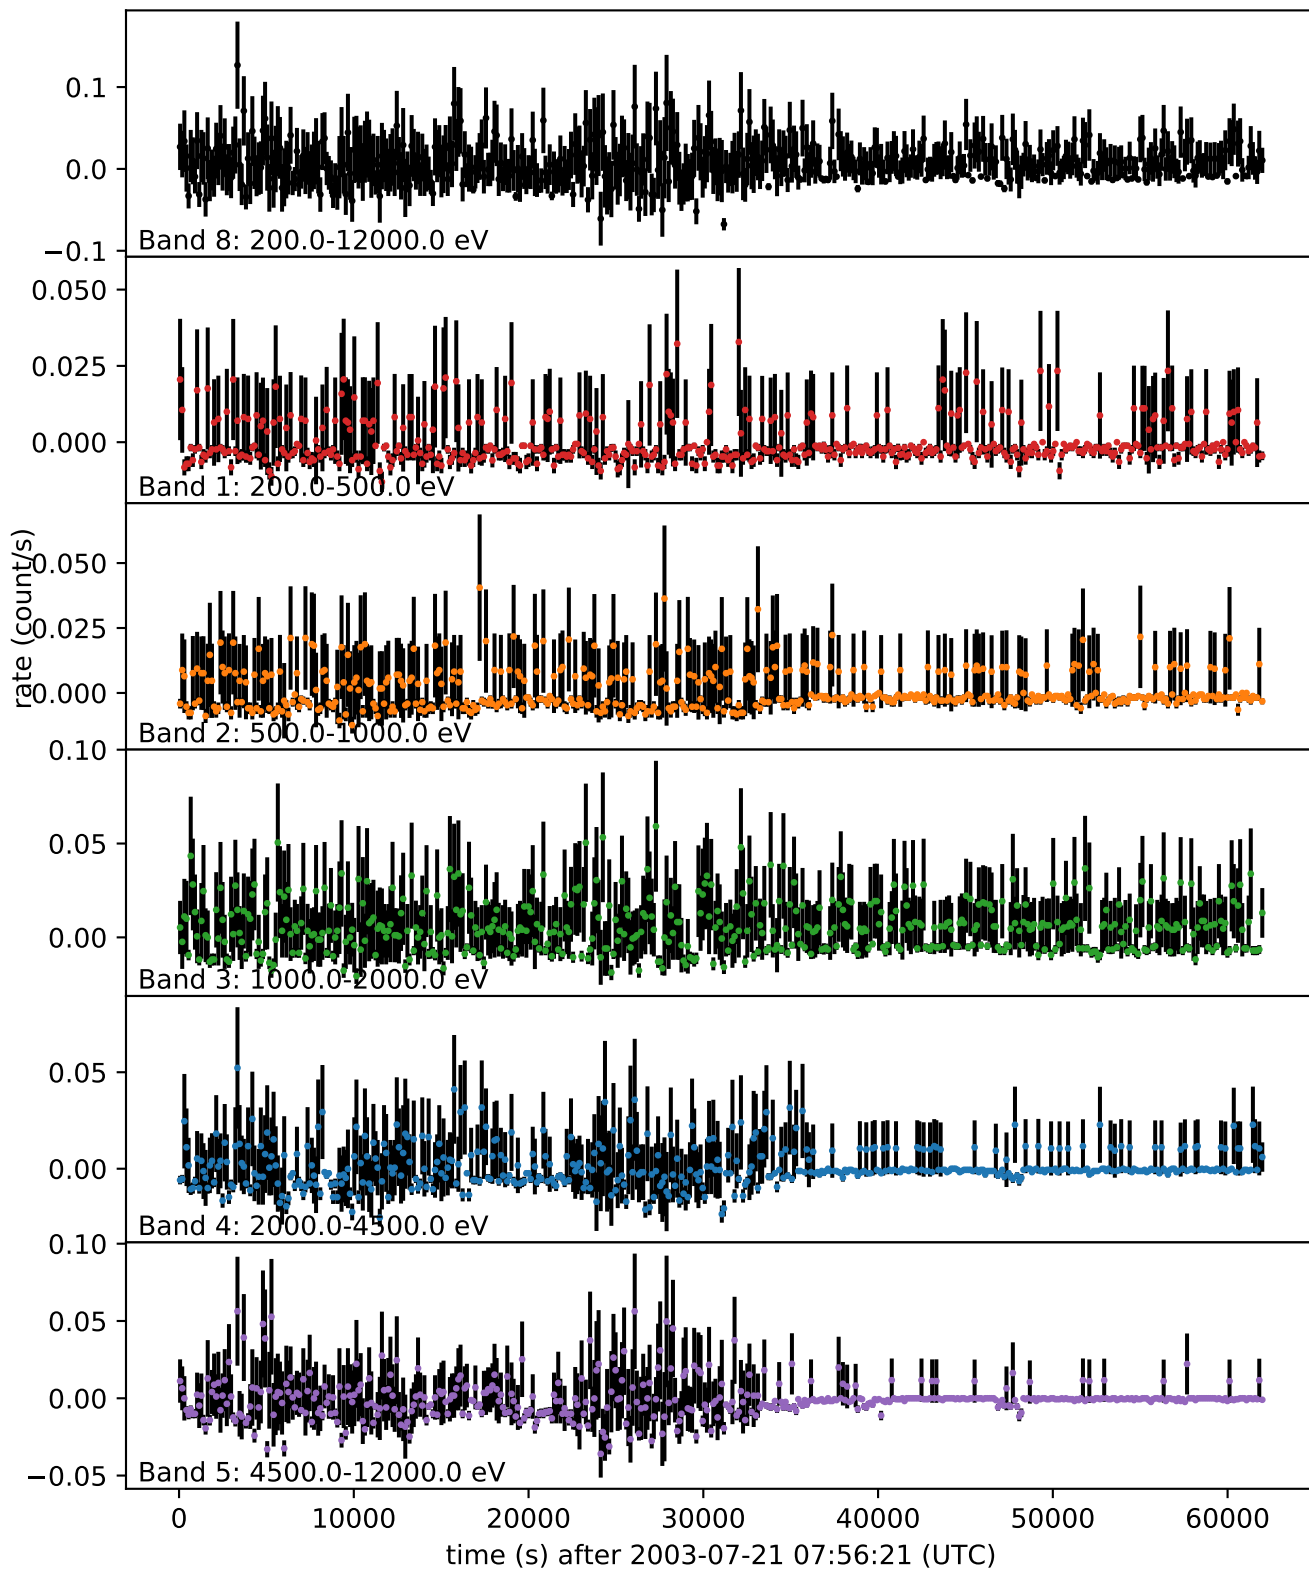 0.1
0.0
−0.1
Band 8: 200.0-12000.0 eV
0.050
0.025
0.000
Band 1: 200.0-500.0 eV
rate (count/s)
0.050
0.025
0.000
Band 2: 500.0-1000.0 eV
0.10
0.05
0.00
Band 3: 1000.0-2000.0 eV
0.05
0.00
Band 4: 2000.0-4500.0 eV
0.10
0.05
0.00
−0.05
Band 5: 4500.0-12000.0 eV
0 10000 20000 30000 40000 50000 60000
time (s) after 2003-07-21 07:56:21 (UTC)